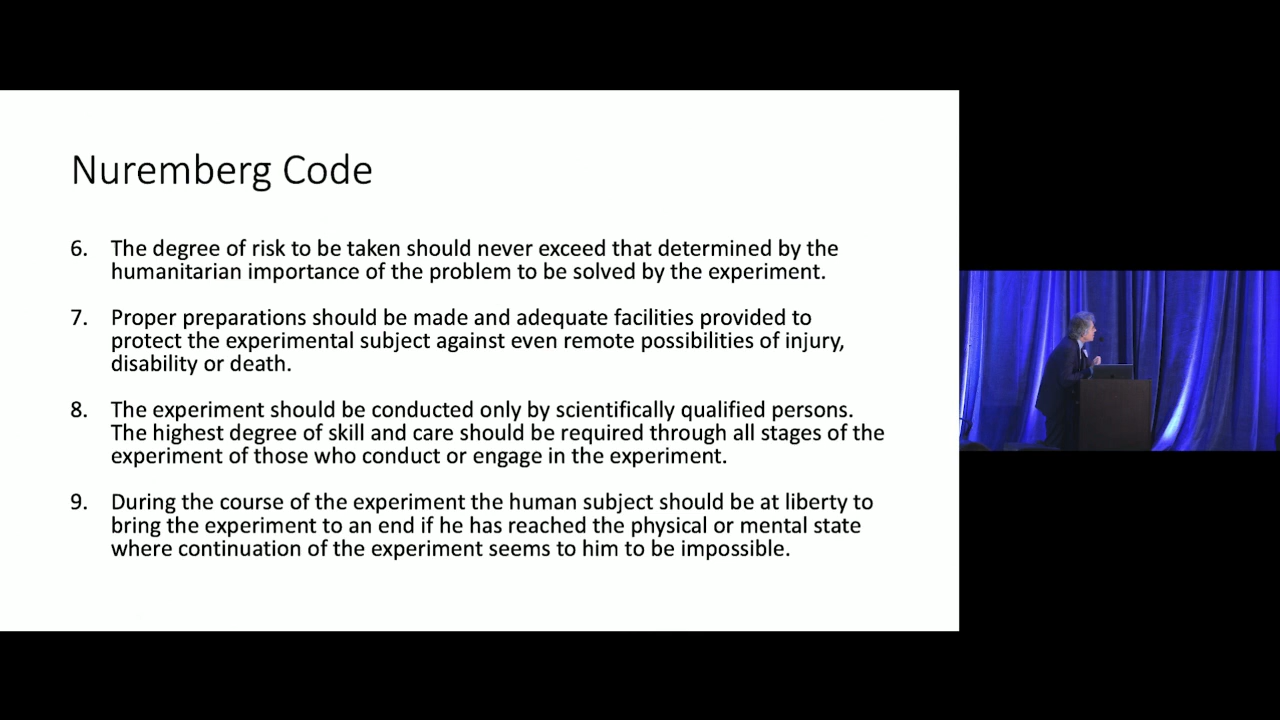 Nuremberg Code
6. The degree of risk to be taken should never exceed that determined by the
humanitarian importance of the problem to be solved by the experiment.
7. Proper preparations should be made and adequate facilities provided to
protect the experimental subject against even remote possibilities of injury,
disability or death.
8. The experiment should be conducted only by scientifically qualified persons.
The highest degree of skill and care should be required through all stages of the
experiment of those who conduct or engage in the experiment.
9. During the course of the experiment the human subject should be at liberty to
bring the experiment to an end if he has reached the physical or mental state
where continuation of the experiment seems to him to be impossible.